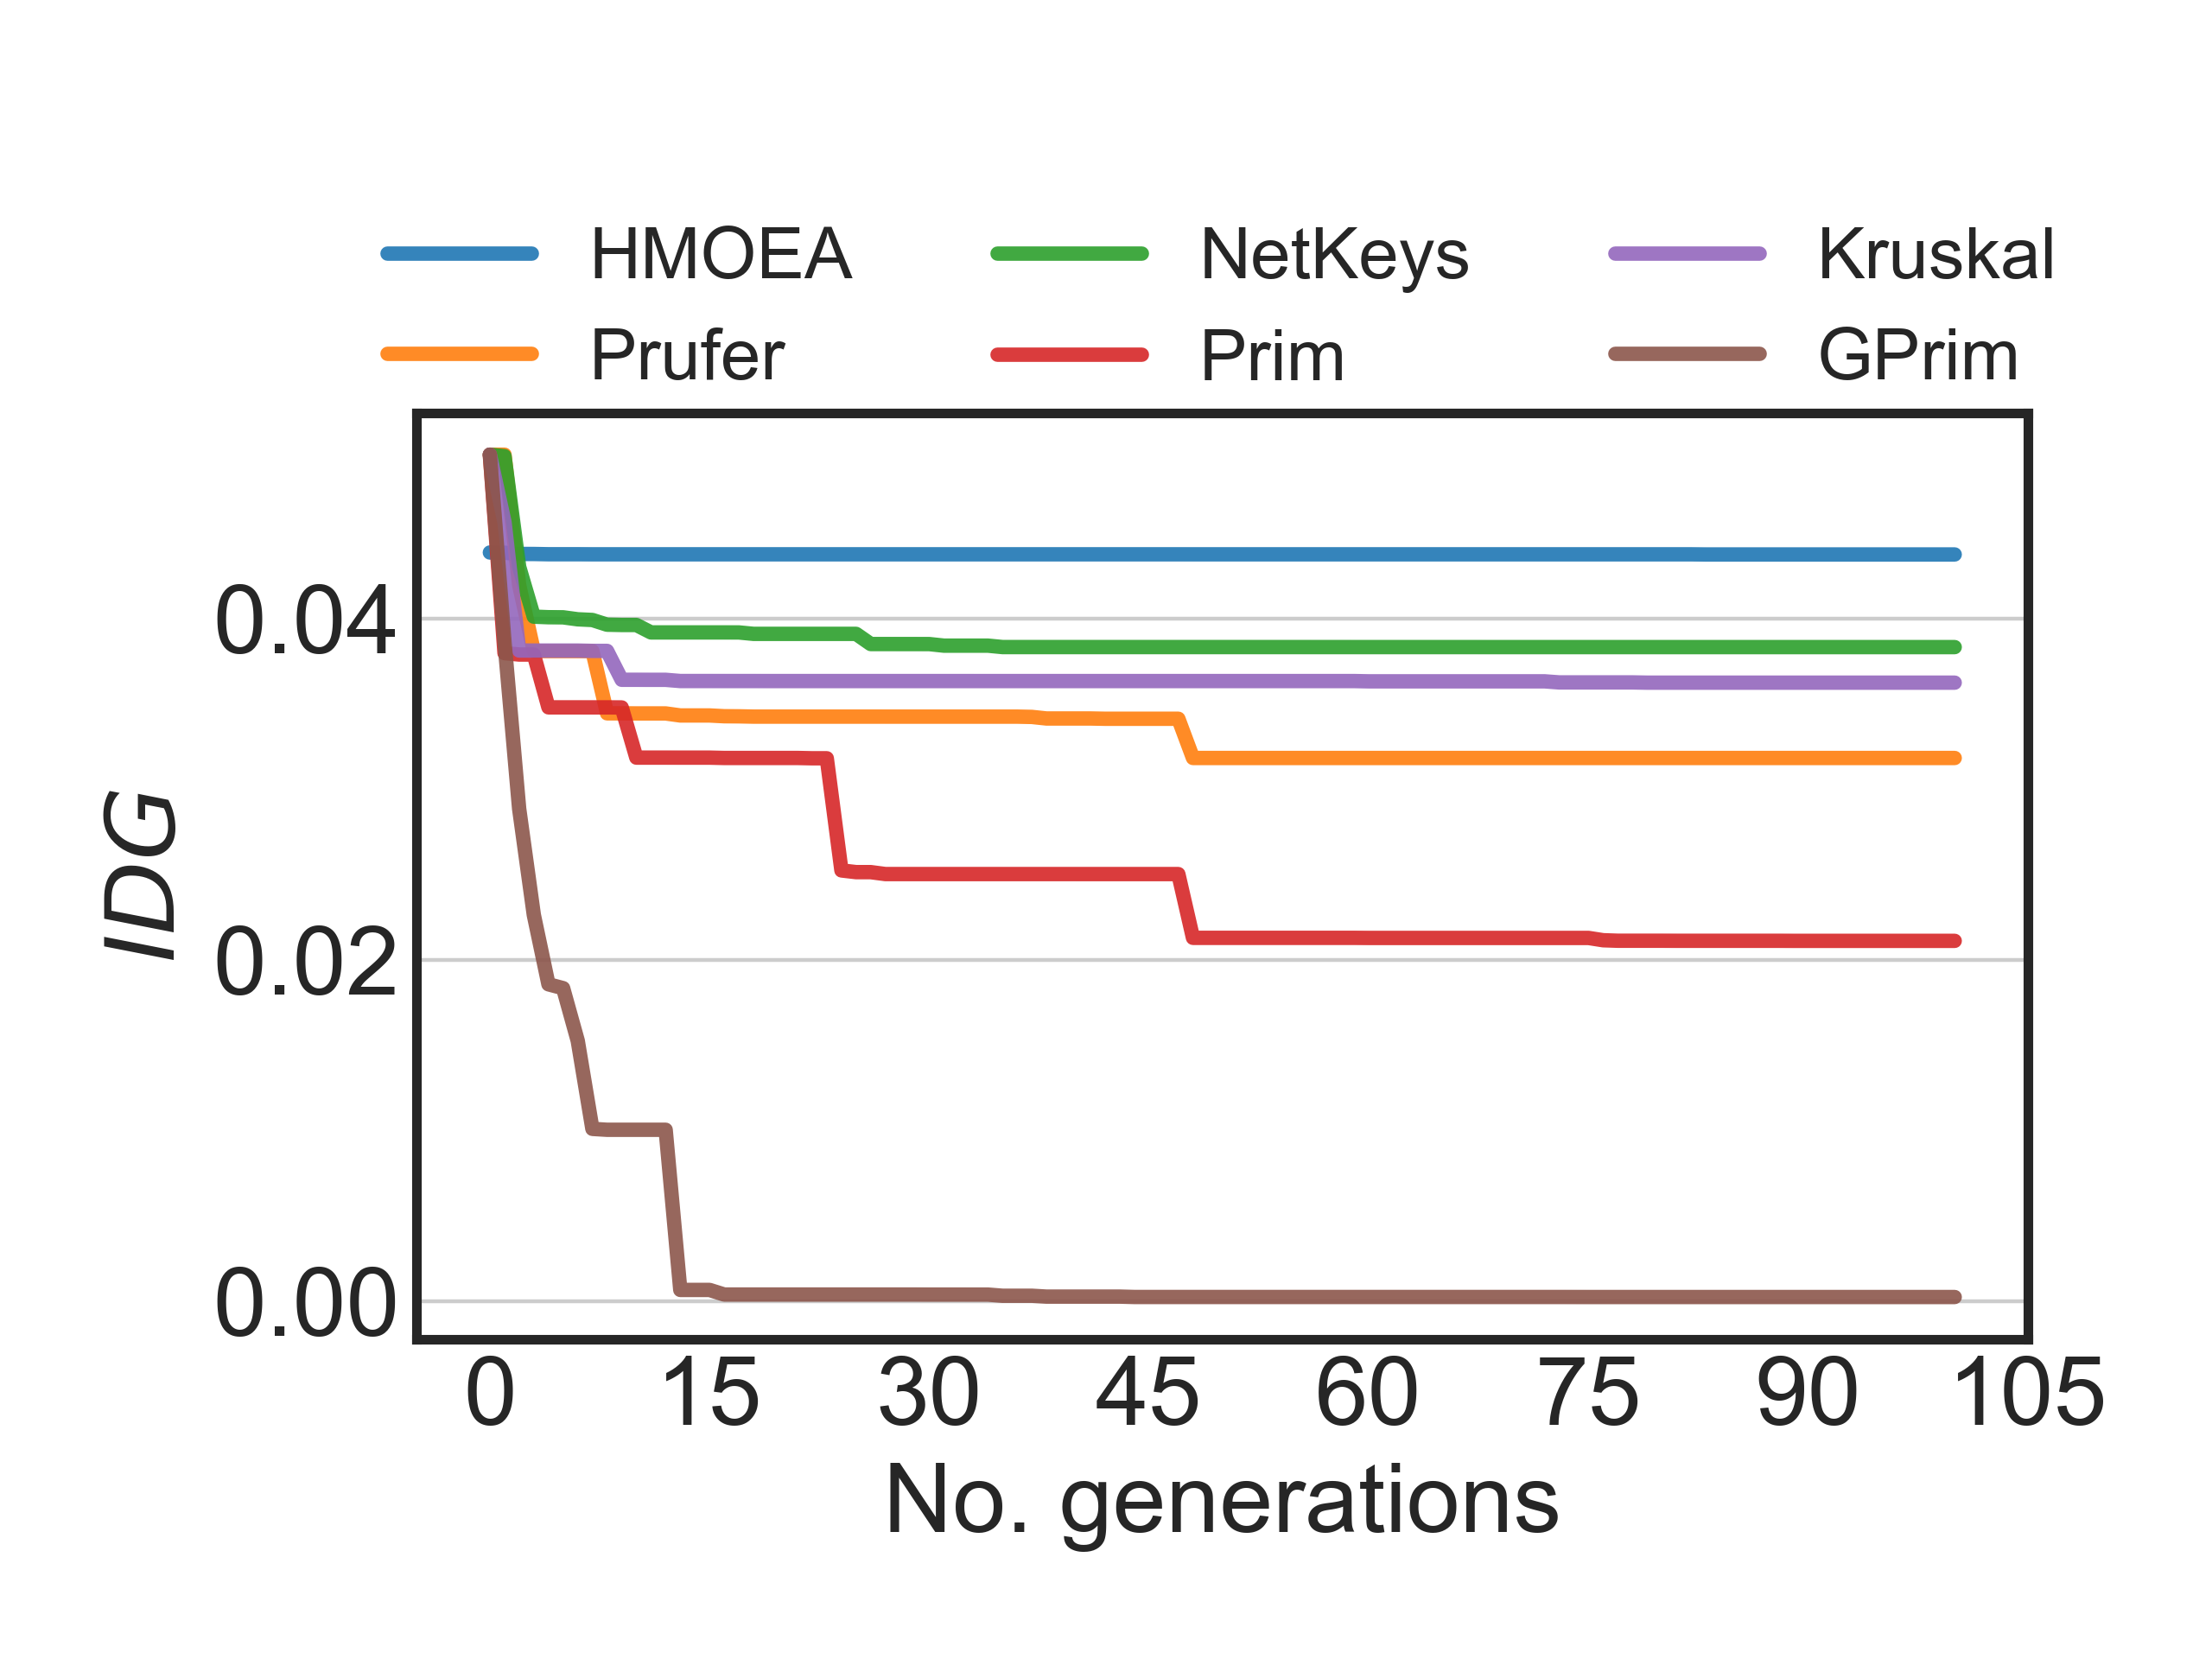 HMOEA NetKeys Kruskal
Prufer Prim GPrim
IDG
0.04
0.02
0.00
0 15 30 45 60 75 90 105
No. generations